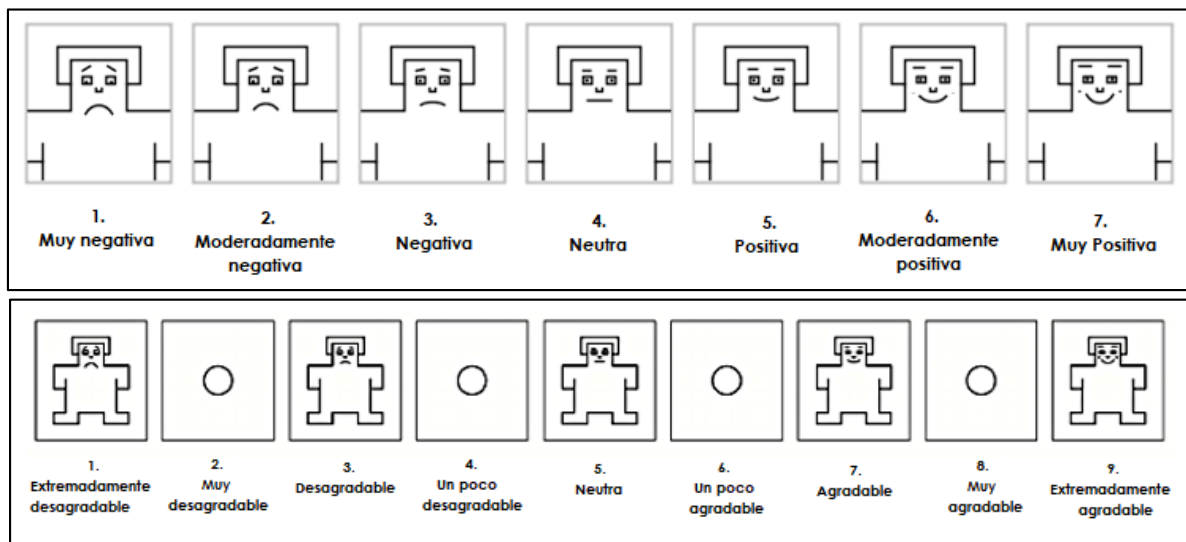 1.
Muy negativa
2.
Moderadamente
negativa
3.
Negativa
4.
Neutra
5.
Positiva
6.
Moderadamente
positiva
7.
Muy Positiva
1.
Extremadamente
desagradable
2.
Muy
desagradable
3.
Desagradable
4.
Un poco
desagradable
5.
Neutra
6.
Un poco
agradable
7.
Agradable
8.
Muy
agradable
9.
Extremadamente
agradable